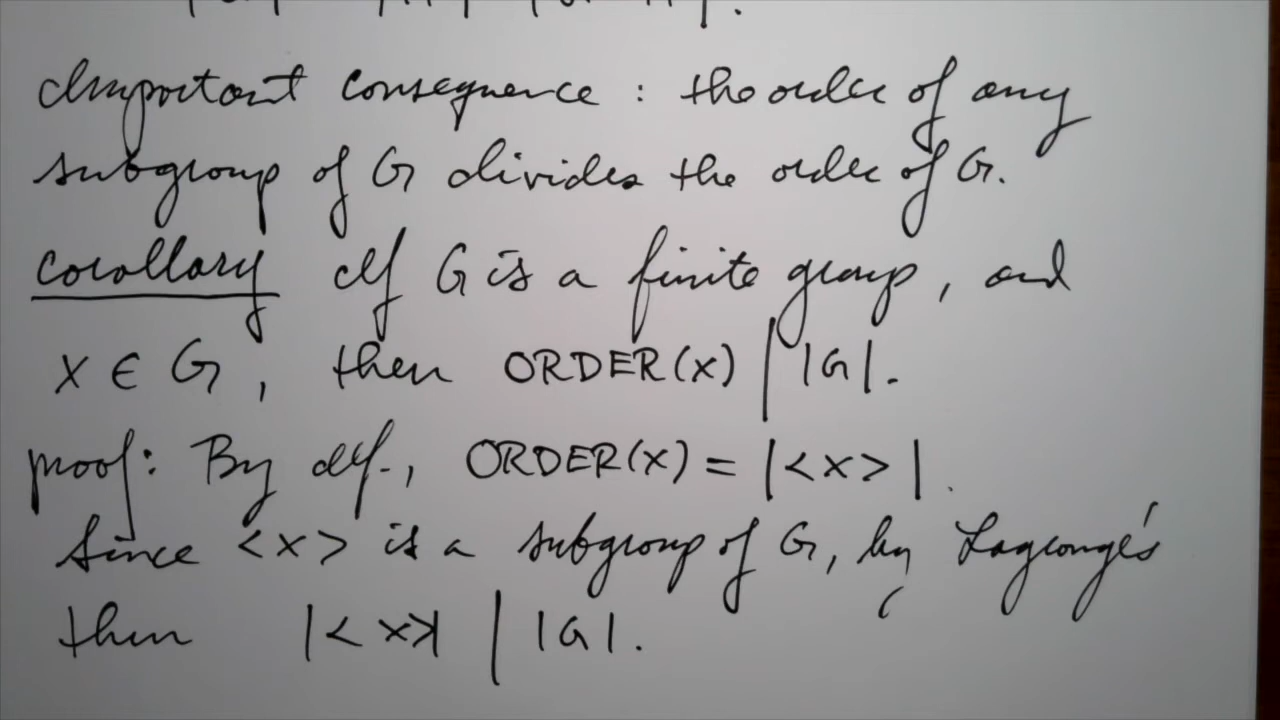 Important consequence : the order of any
subgroup of G divides the order of G.
corollary If G is a finite group, and
x ∈ G, then ORDER(x) | |G|.
proof: By def., ORDER(x) = |<x>|.
Since <x> is a subgroup of G, by Lagrange's
thm |<x>| | |G|.